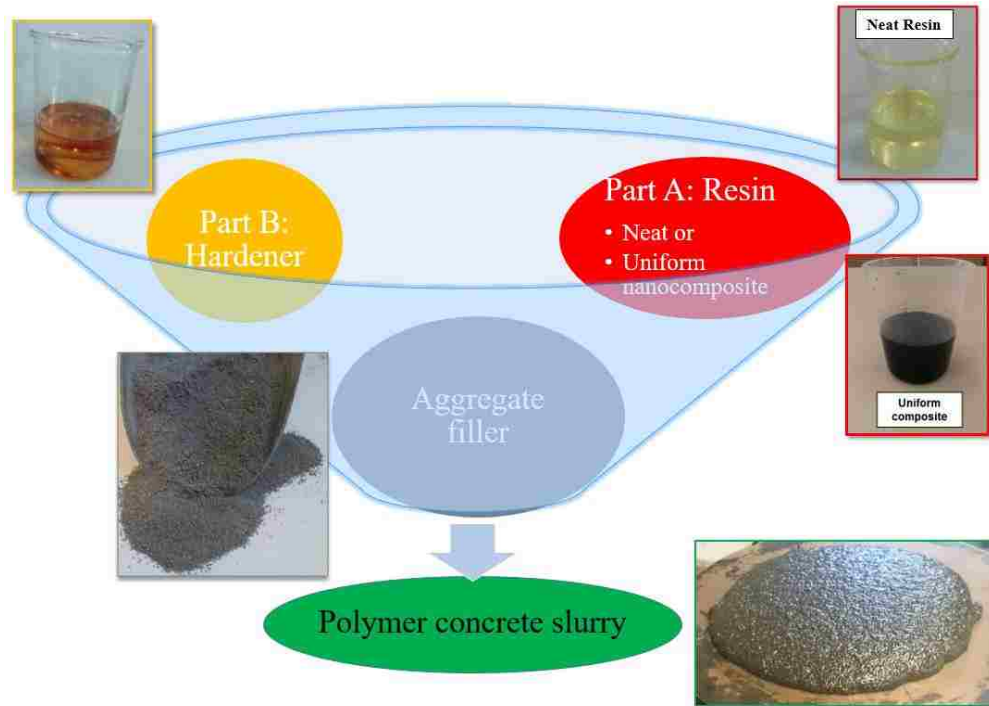 Neat Resin
Part B:
Hardener
Part A: Resin
• Neat or
• Uniform
nanocomposite
Uniform
composite
Aggregate
filler
Polymer concrete slurry